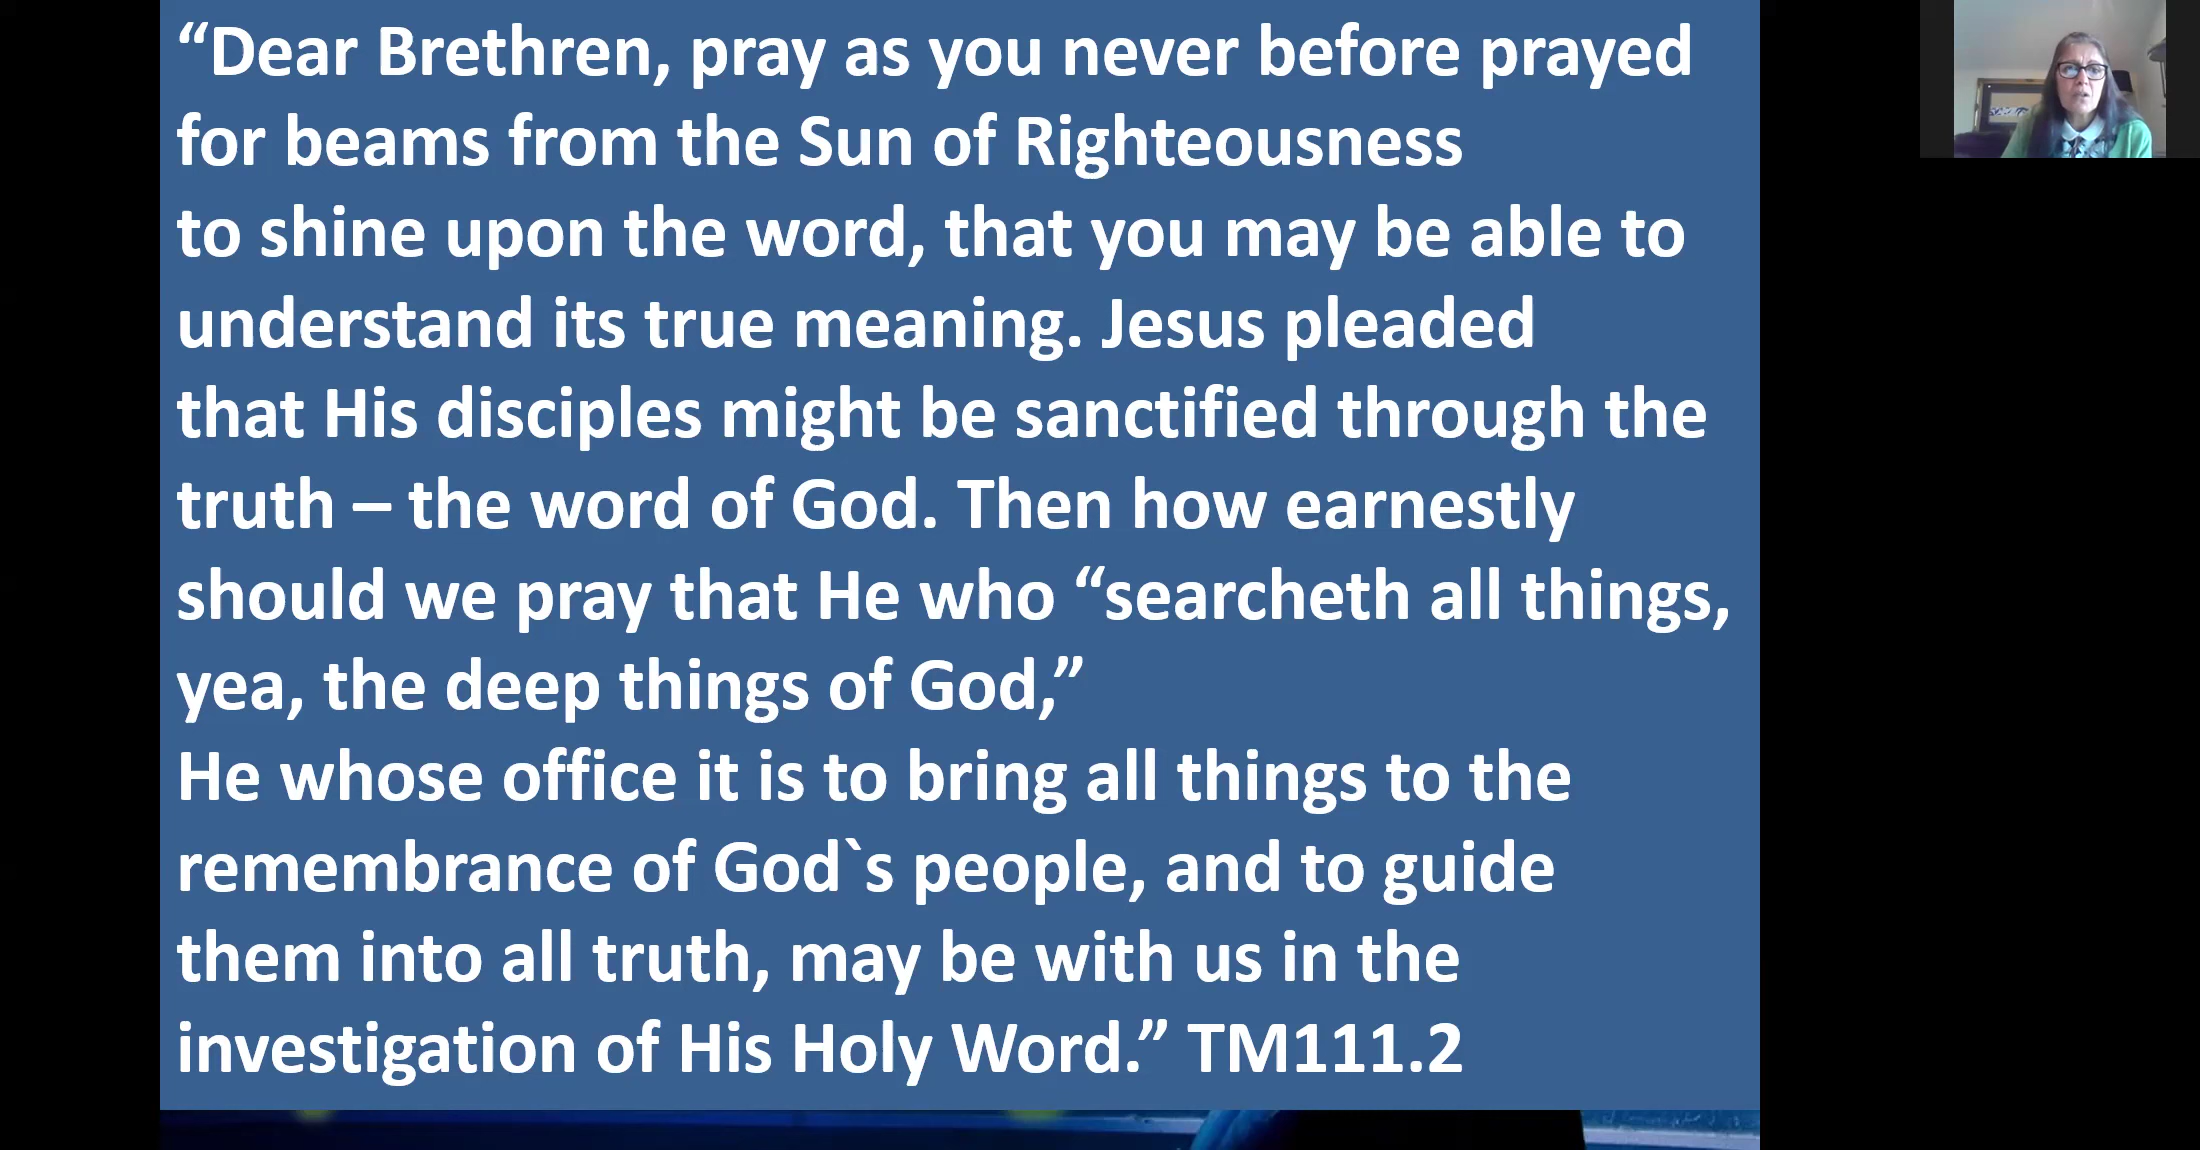 “Dear Brethren, pray as you never before prayed
for beams from the Sun of Righteousness
to shine upon the word, that you may be able to
understand its true meaning. Jesus pleaded
that His disciples might be sanctified through the
truth – the word of God. Then how earnestly
should we pray that He who “searcheth all things,
yea, the deep things of God,”
He whose office it is to bring all things to the
remembrance of God`s people, and to guide
them into all truth, may be with us in the
investigation of His Holy Word.” TM111.2